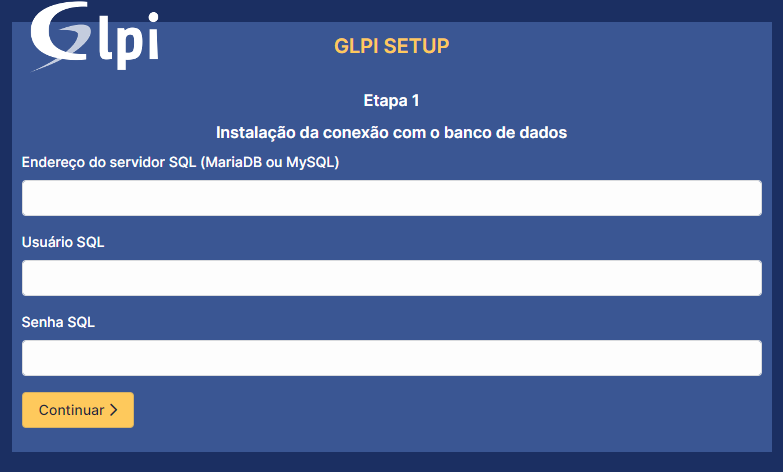 Glpi
GLPI SETUP
Etapa 1
Instalação da conexão com o banco de dados
Endereço do servidor SQL (MariaDB ou MySQL)
Usuário SQL
Senha SQL
Continuar